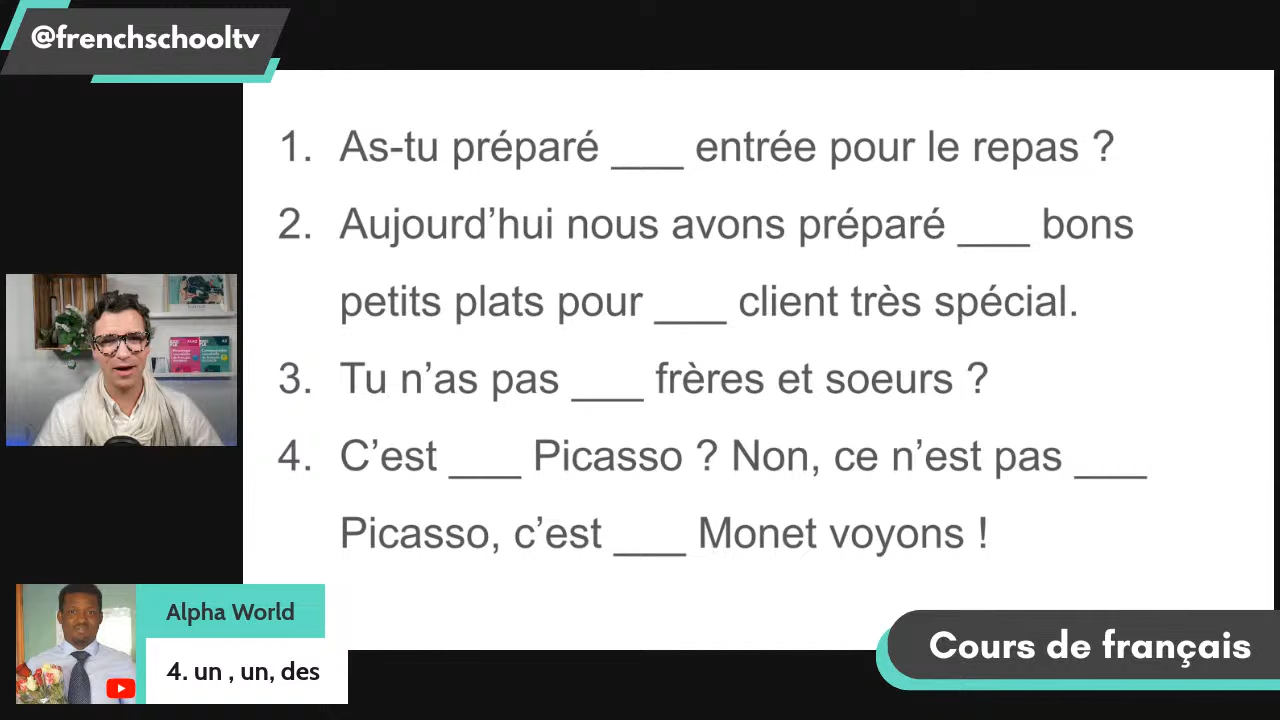 @frenchschooltv
1. As-tu préparé ___ entrée pour le repas ?
2. Aujourd’hui nous avons préparé ___ bons
petits plats pour ___ client très spécial.
3. Tu n’as pas ___ frères et soeurs ?
4. C’est ___ Picasso ? Non, ce n’est pas ___
Picasso, c’est ___ Monet voyons !
Alpha World
4. un , un, des
Cours de français